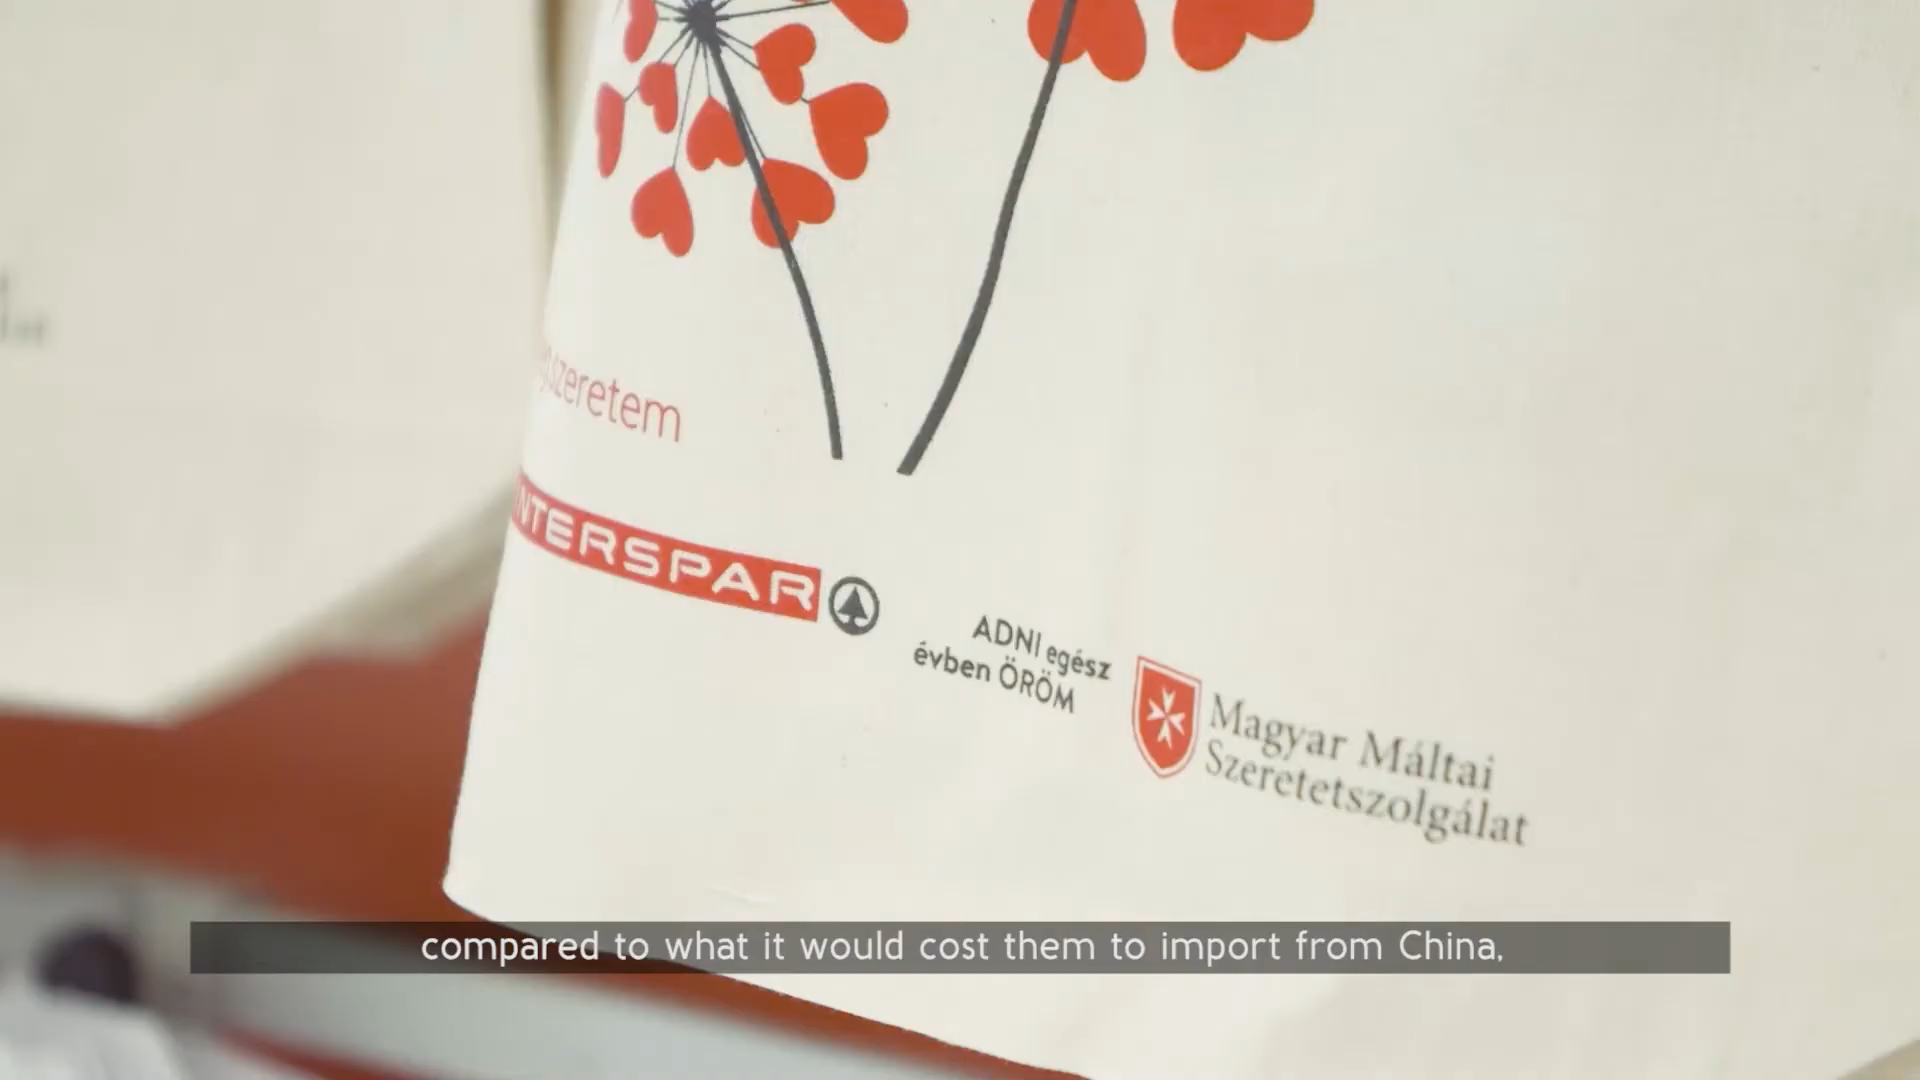 szeretem
INTERSPAR
ADNI egész
évben ÖRÖM
Magyar Máltai
Szeretetszolgálat
compared to what it would cost them to import from China,